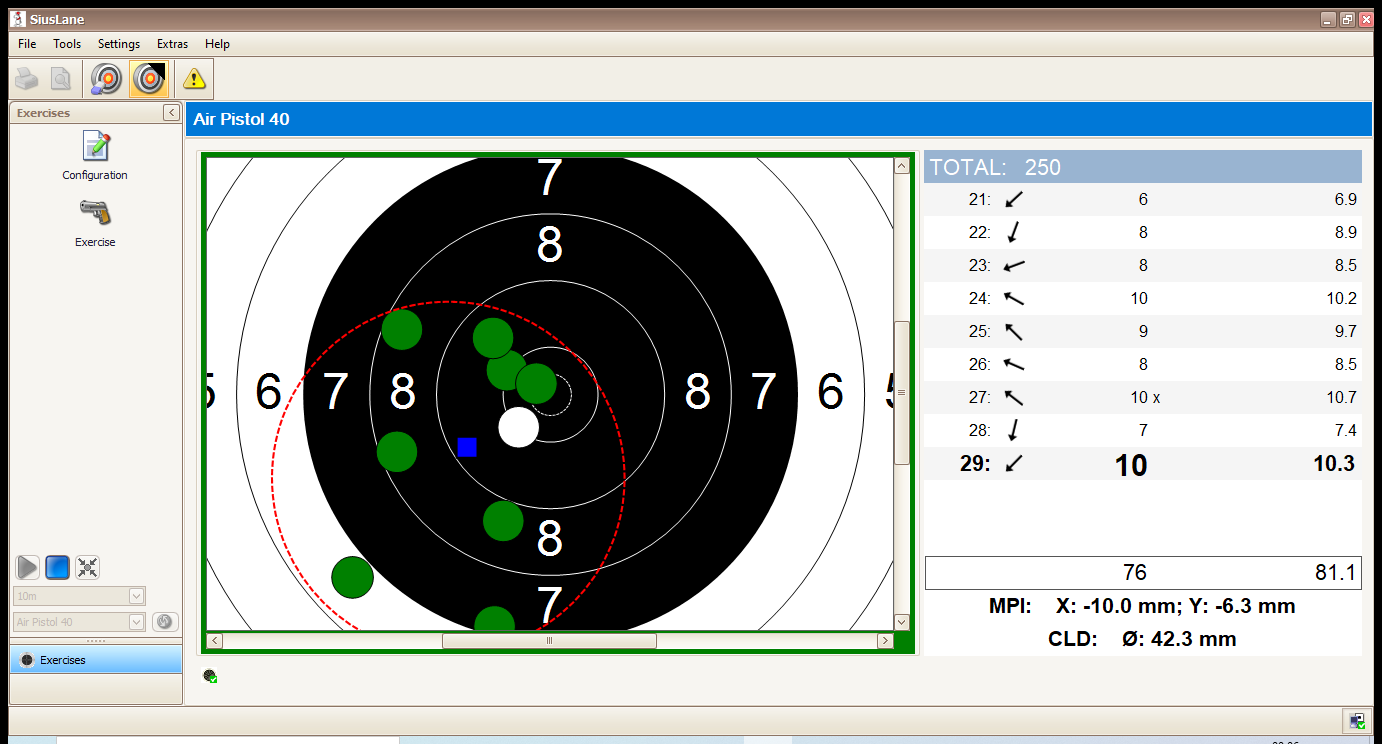 SiusLane
File Tools Settings Extras Help
Exercises
Air Pistol 40
Configuration
Exercise
7
8
5 6 7 8 8 7 6 5
8
7
TOTAL: 250
21: 6 6.9
22: 8 8.9
23: 8 8.5
24: 10 10.2
25: 9 9.7
26: 8 8.5
27: 10 x 10.7
28: 7 7.4
29: 10 10.3
76 81.1
MPI: X: -10.0 mm; Y: -6.3 mm
CLD: Ø: 42.3 mm
10m
Air Pistol 40
Exercises